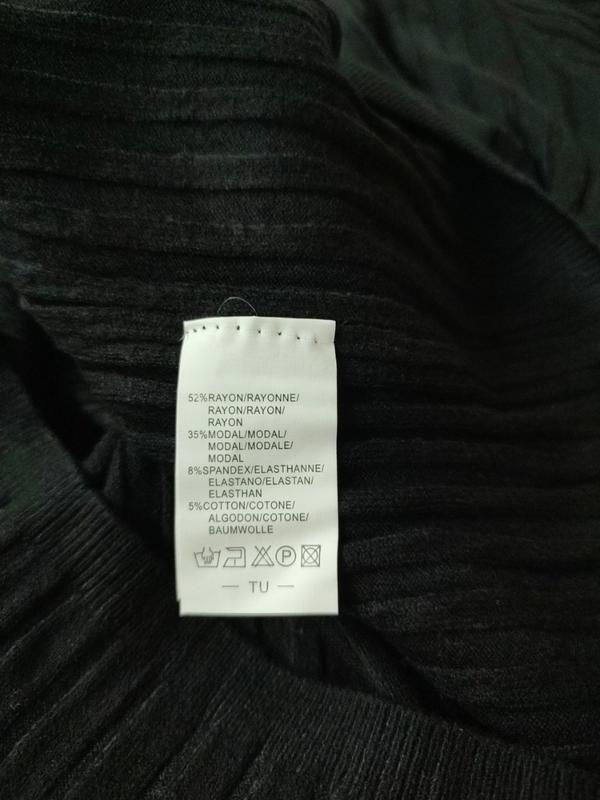 52%RAYON/RAYONNE/
RAYON/RAYON/
RAYON
35%MODAL/MODAL/
MODAL/MODALE/
MODAL
8%SPANDEX/ELASTHANNE/
ELASTANO/ELASTAN/
ELASTHAN
5%COTTON/COTONE/
ALGODON/COTONE/
BAUMWOLLE
P
— TU —